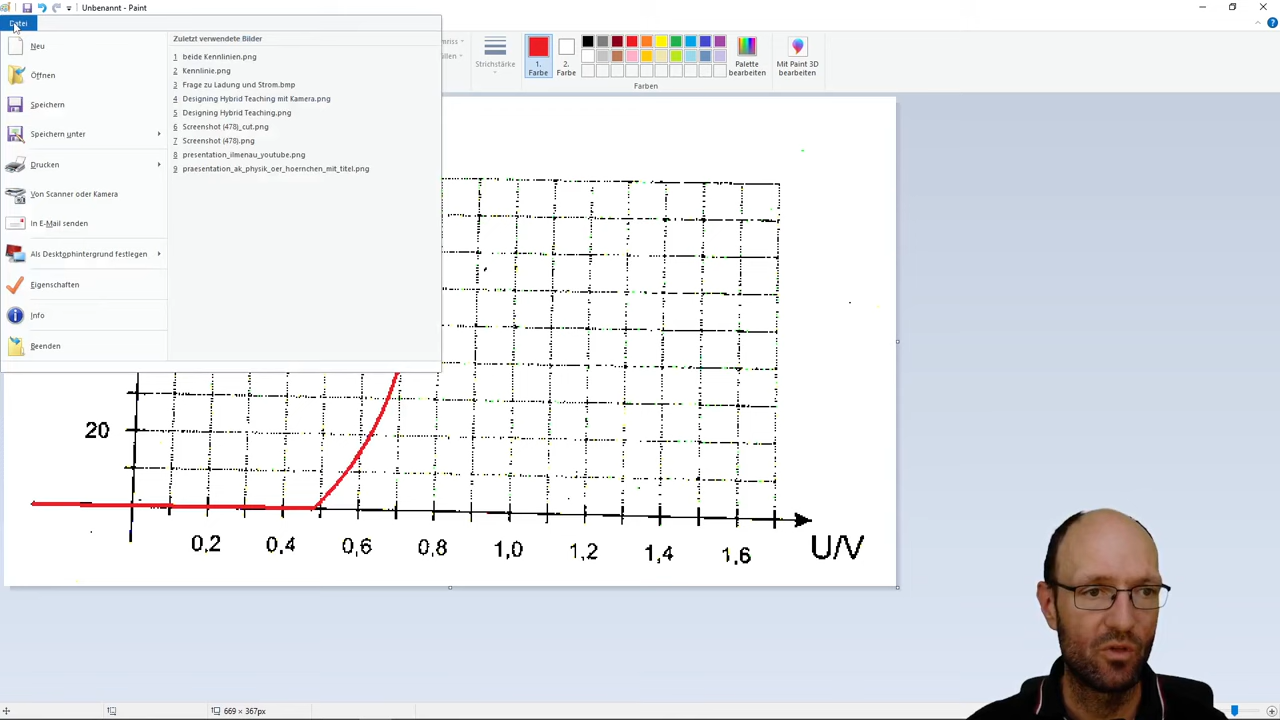 Unbenannt - Paint
Datei
Neu
Öffnen
Speichern
Speichern unter
Drucken
Von Scanner oder Kamera
In E-Mail senden
Als Desktophintergrund festlegen
Eigenschaften
Info
Beenden
Zuletzt verwendete Bilder
1 beide Kennlinien.png
2 Kennlinie.png
3 Frage zu Ladung und Strom.bmp
4 Designing Hybrid Teaching mit Kamera.png
5 Designing Hybrid Teaching.png
6 Screenshot (478)_cut.png
7 Screenshot (478).png
8 presentation_ilmenau_youtube.png
9 praesentation_ak_physik_oer_hoernchen_mit_titel.png
Strichstärke
1. Farbe
2. Farbe
Palette bearbeiten
Mit Paint 3D bearbeiten
Farben
20
0,2 0,4 0,6 0,8 1,0 1,2 1,4 1,6 U/V
669 × 367px